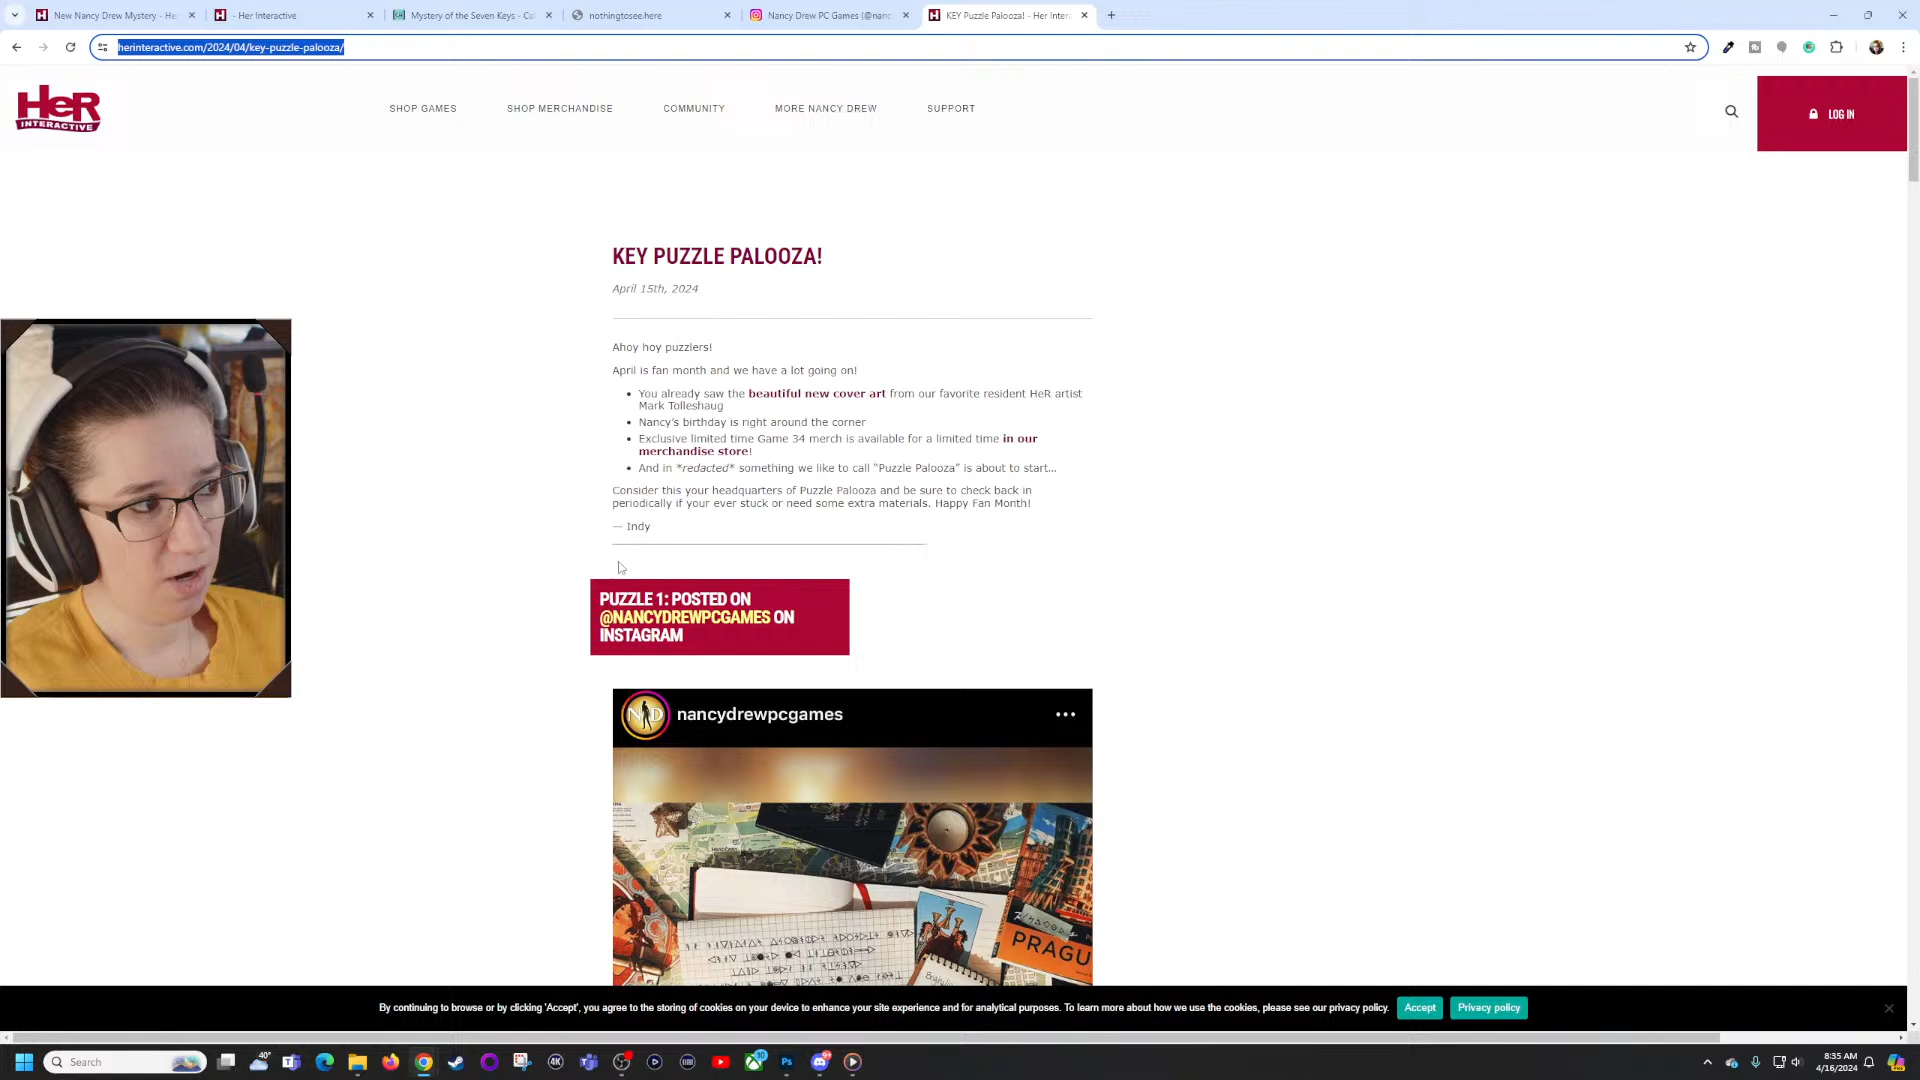 New Nancy Drew Mystery - Her
- Her Interactive
Mystery of the Seven Keys - Ca
nothingtosee.here
Nancy Drew PC Games (@nanc
KEY Puzzle Palooza! - Her Intera
herinteractive.com/2024/04/key-puzzle-palooza/
HeR
INTERACTIVE
SHOP GAMES
SHOP MERCHANDISE
COMMUNITY
MORE NANCY DREW
SUPPORT
LOG IN
KEY PUZZLE PALOOZA!
April 15th, 2024
Ahoy hoy puzzlers!
April is fan month and we have a lot going on!
• You already saw the beautiful new cover art from our favorite resident HeR artist
Mark Tolleshaug
• Nancy's birthday is right around the corner
• Exclusive limited time Game 34 merch is available for a limited time in our
merchandise store!
• And in *redacted* something we like to call "Puzzle Palooza" is about to start...
Consider this your headquarters of Puzzle Palooza and be sure to check back in
periodically if your ever stuck or need some extra materials. Happy Fan Month!
— Indy
PUZZLE 1: POSTED ON
@NANCYDREWPCGAMES ON
INSTAGRAM
ND
nancydrewpcgames
PRAGU
By continuing to browse or by clicking 'Accept', you agree to the storing of cookies on your device to enhance your site experience and for analytical purposes. To learn more about how we use the cookies, please see our privacy policy.
Accept
Privacy policy
Search
40°
4K
10
Ps
8:35 AM
4/16/2024